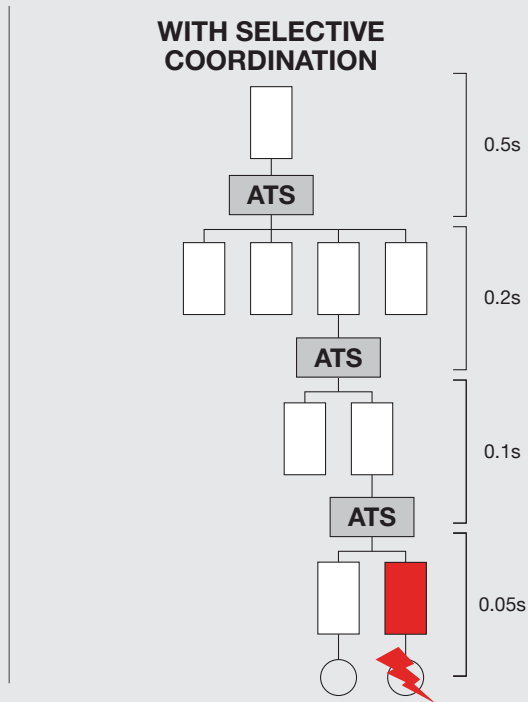 WITH SELECTIVE
COORDINATION
0.5s
ATS
0.2s
ATS
0.1s
ATS
0.05s